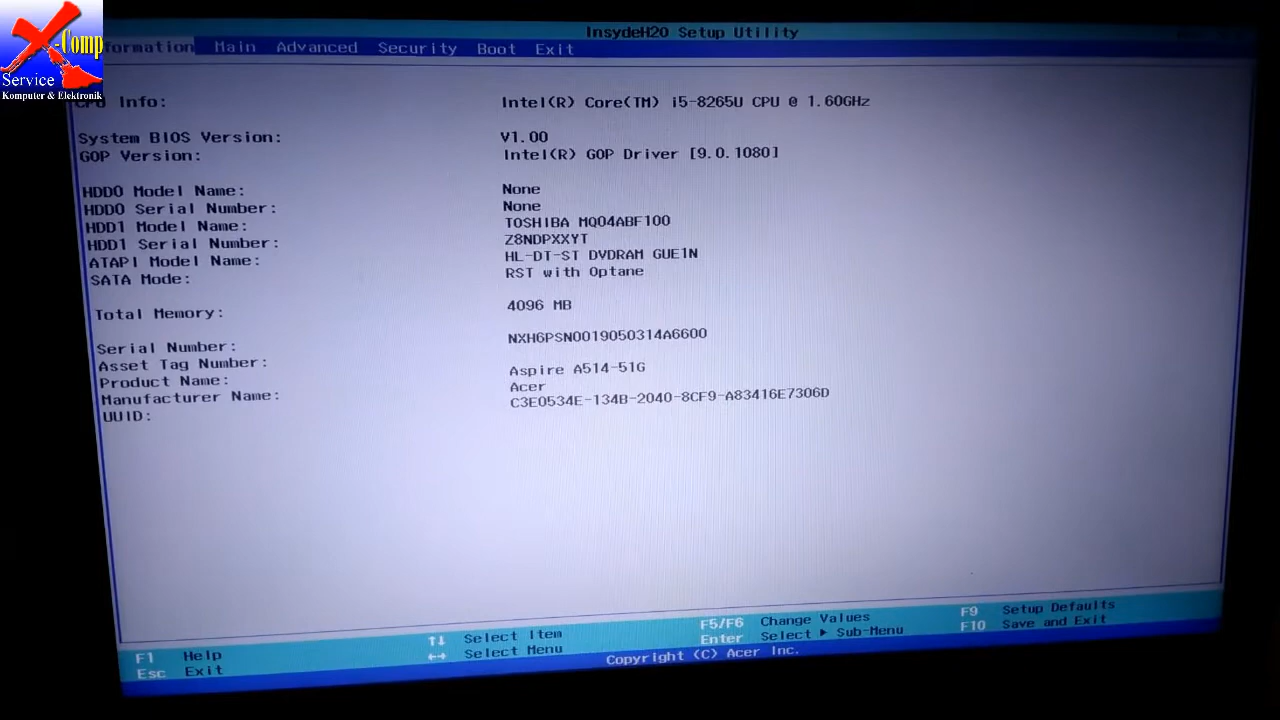 InsydeH20 Setup Utility
formation Main Advanced Security Boot Exit
-Comp
Service
Komputer & Elektronik
Info: Intel(R) Core(TM) i5-8265U CPU @ 1.60GHz
System BIOS Version: V1.00
GOP Version: Intel(R) GOP Driver [9.0.1080]
HDD0 Model Name: None
HDD0 Serial Number: None
HDD1 Model Name: TOSHIBA MQ04ABF100
HDD1 Serial Number: Z8NDPXXYT
ATAPI Model Name: HL-DT-ST DVDRAM GUE1N
SATA Mode: RST with Optane
Total Memory: 4096 MB
Serial Number: NXH6PSN0019050314A6600
Asset Tag Number:
Product Name: Aspire A514-51G
Manufacturer Name: Acer
UUID: C3E0534E-134B-2040-8CF9-A83416E7306D
F1 Help ↑↓ Select Item F5/F6 Change Values F9 Setup Defaults
Esc Exit ←→ Select Menu Enter Select ▶ Sub-Menu F10 Save and Exit
Copyright (C) Acer Inc.